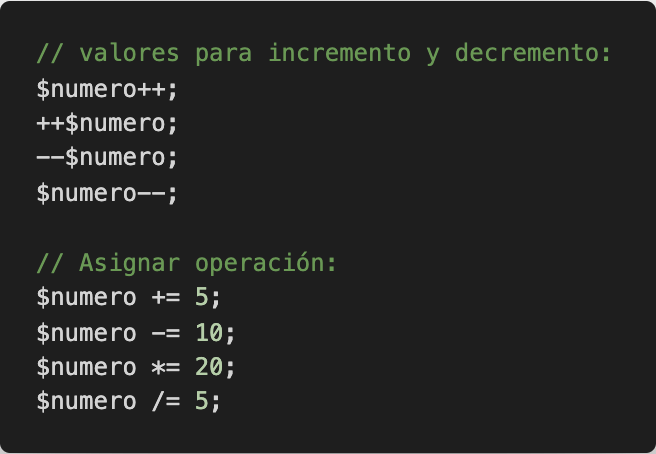 // valores para incremento y decremento:
$numero++;
++$numero;
--$numero;
$numero--;
// Asignar operación:
$numero += 5;
$numero -= 10;
$numero *= 20;
$numero /= 5;